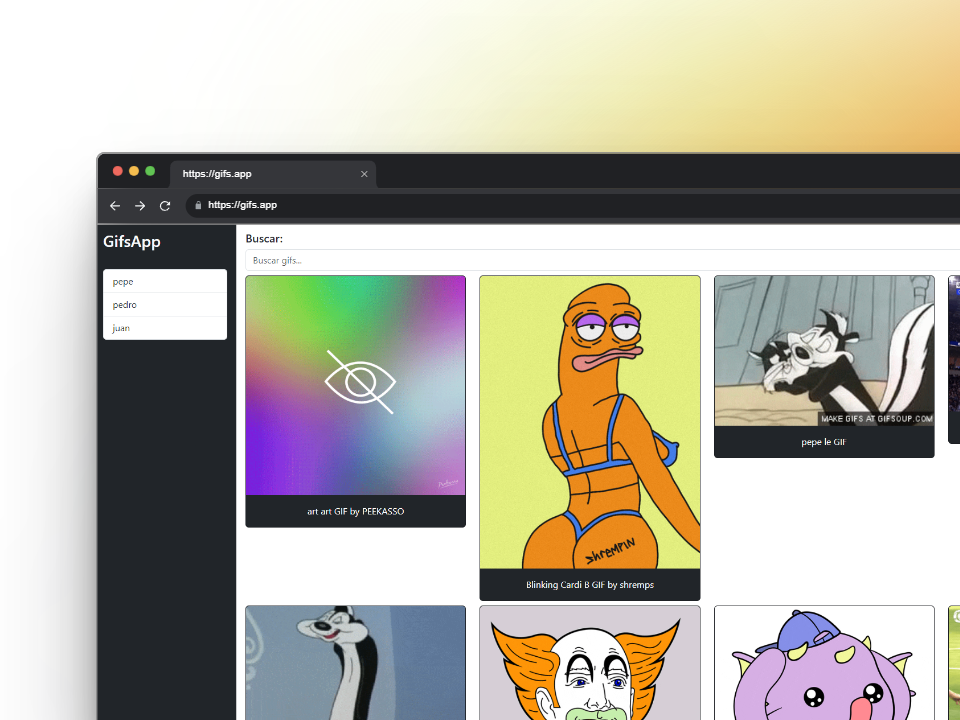 https://gifs.app
https://gifs.app
GifsApp
Buscar:
Buscar gifs...
pepe
pedro
juan
MAKE GIFS AT GIFSOUP.COM
pepe le GIF
art art GIF by PEEKASSO
shrempin
Blinking Cardi B GIF by shremps